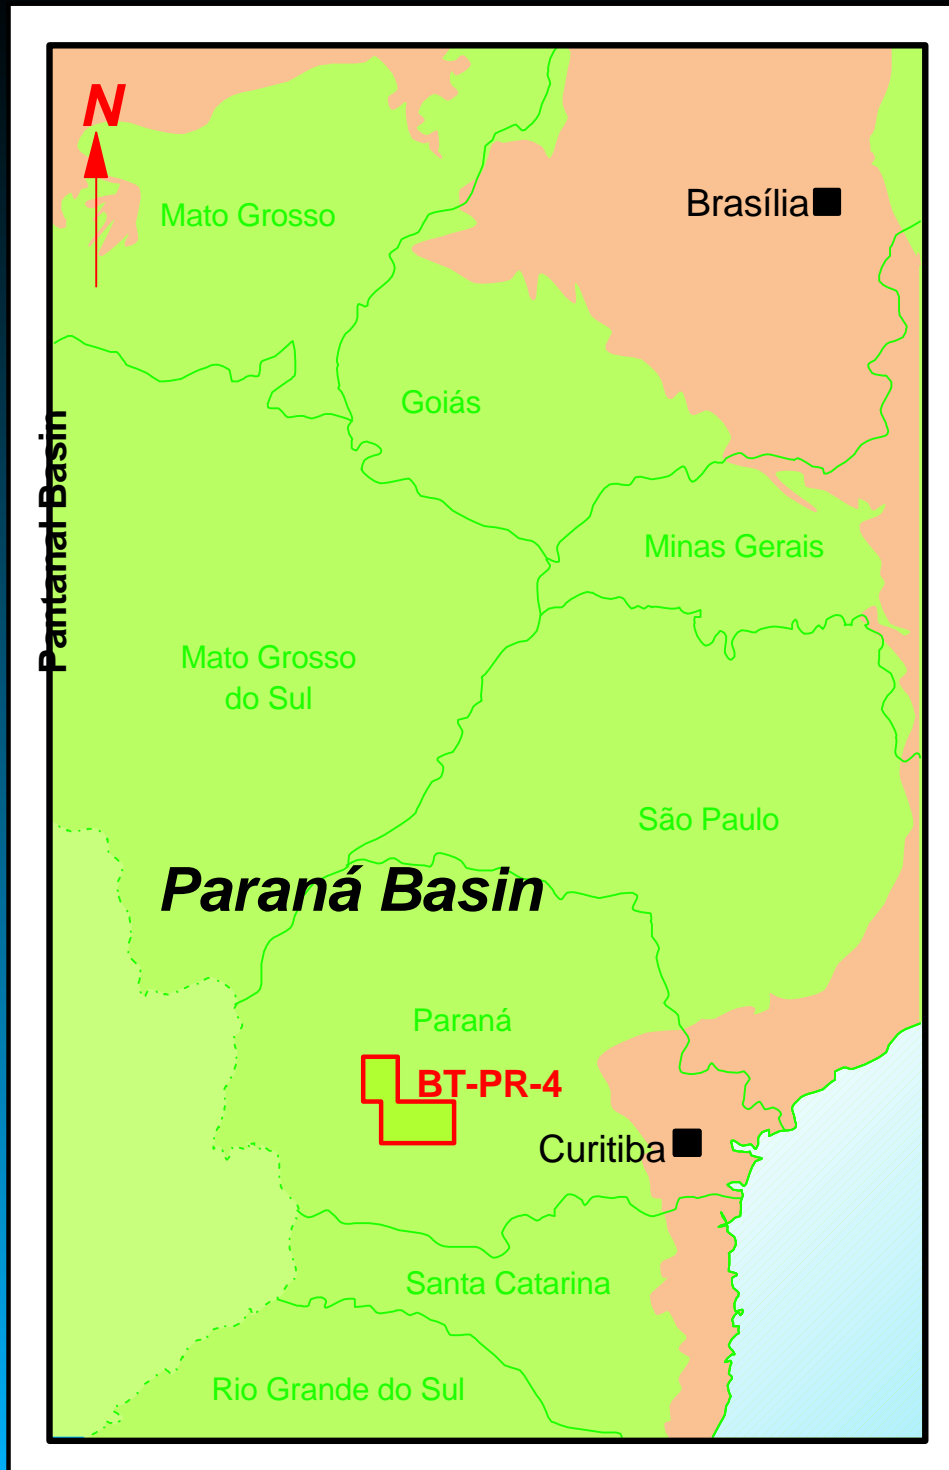 N
Mato Grosso
Brasília
Goiás
Pantanal Basin
Minas Gerais
Mato Grosso
do Sul
São Paulo
Paraná Basin
Paraná
BT-PR-4
Curitiba
Santa Catarina
Rio Grande do Sul